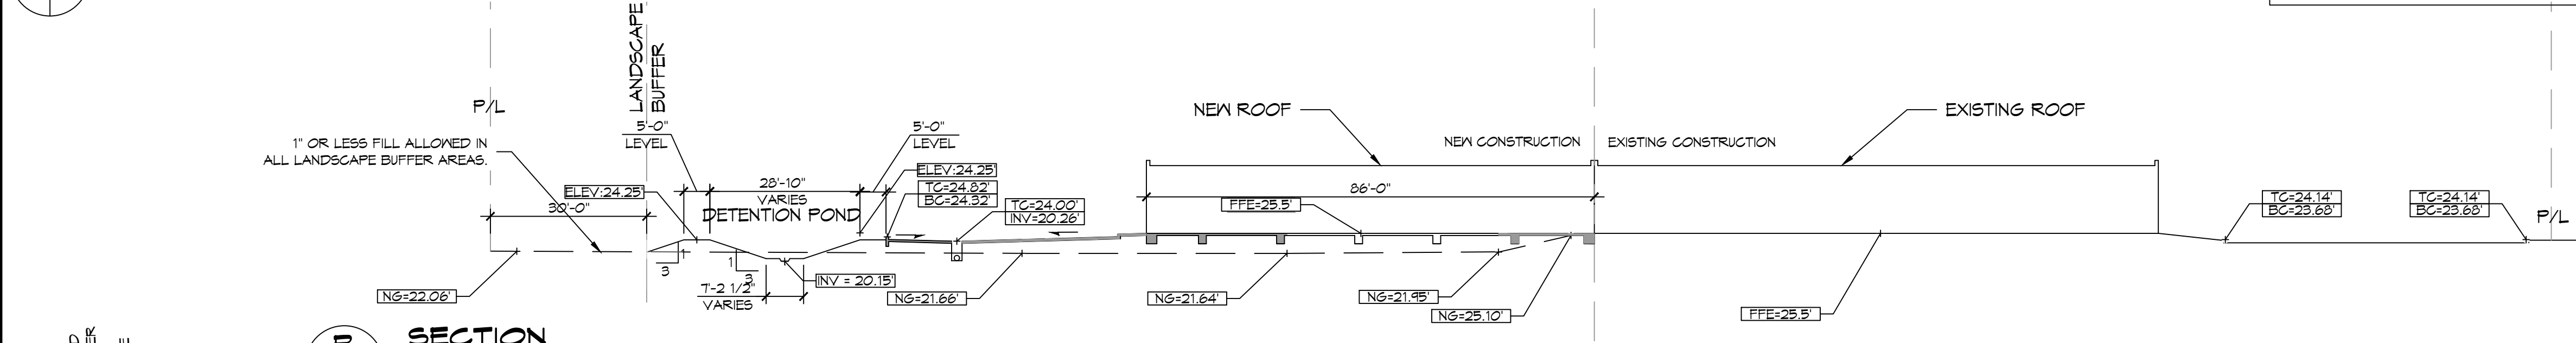 LANDSCAPE
BUFFER
P/L
1" OR LESS FILL ALLOWED IN
ALL LANDSCAPE BUFFER AREAS.
5'-0"
LEVEL
5'-0"
LEVEL
NEW ROOF
EXISTING ROOF
NEW CONSTRUCTION
EXISTING CONSTRUCTION
ELEV:24.25'
28'-10"
VARIES
DETENTION POND
ELEV:24.25'
TC=24.82'
BC=24.32'
TC=24.00'
INV=20.26'
30'-0"
86'-0"
FFE=25.5'
TC=24.14'
BC=23.68'
TC=24.14'
BC=23.68'
P/L
1
3
1
3
7'-2 1/2"
VARIES
INV = 20.15'
NG=22.06'
NG=21.66'
NG=21.64'
NG=21.95'
NG=25.10'
FFE=25.5'
SECTION